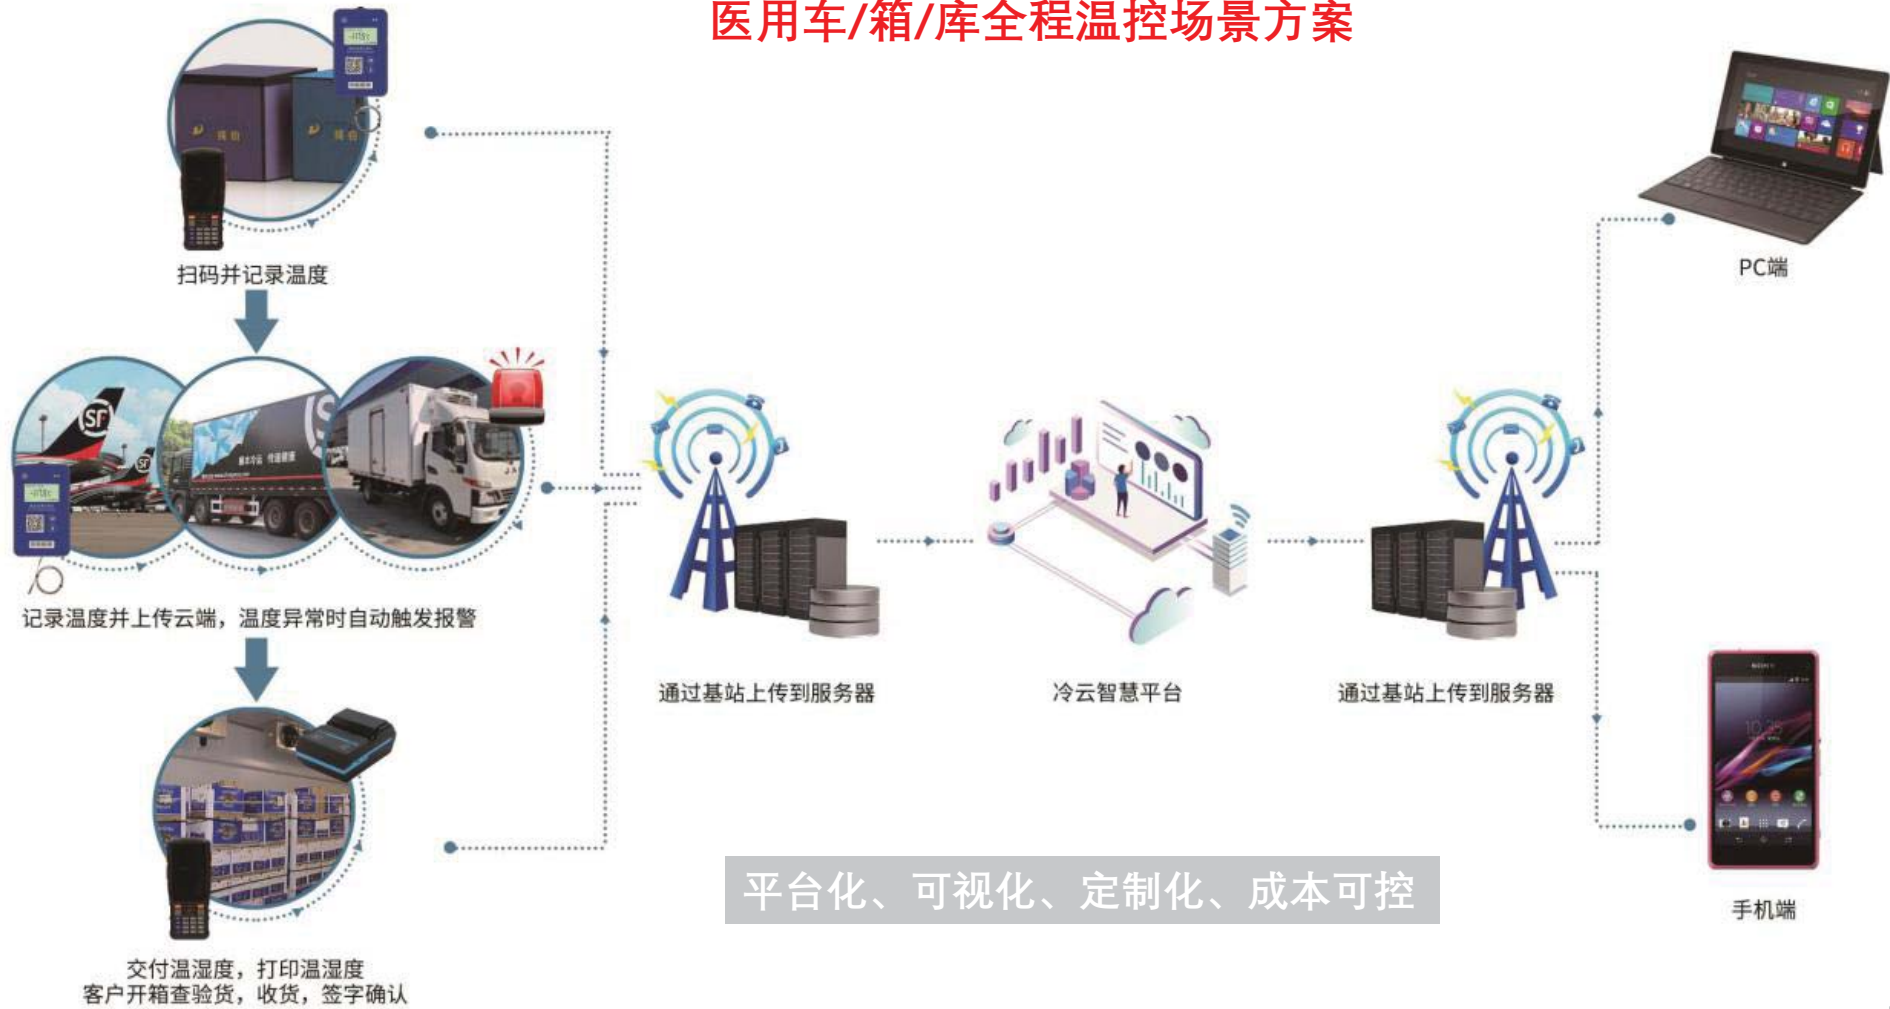 医用车/箱/库全程温控场景方案
扫码并记录温度
PC端
SF
SF
记录温度并上传云端，温度异常时自动触发报警
通过基站上传到服务器
冷云智慧平台
通过基站上传到服务器
SONY
10:35
平台化、可视化、定制化、成本可控
手机端
交付温湿度，打印温湿度
客户开箱查验货，收货，签字确认